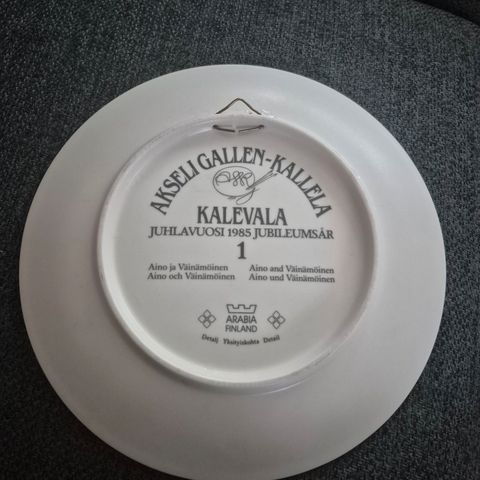 AKSELI GALLEN-KALLELA
KALEVALA
JUHLAVUOSI 1985 JUBILEUMSÅR
1
Aino ja Väinämöinen Aino and Väinämöinen
Aino och Väinämöinen Aino und Väinämöinen
ARABIA
FINLAND
Detalj Yksityiskohta Detail